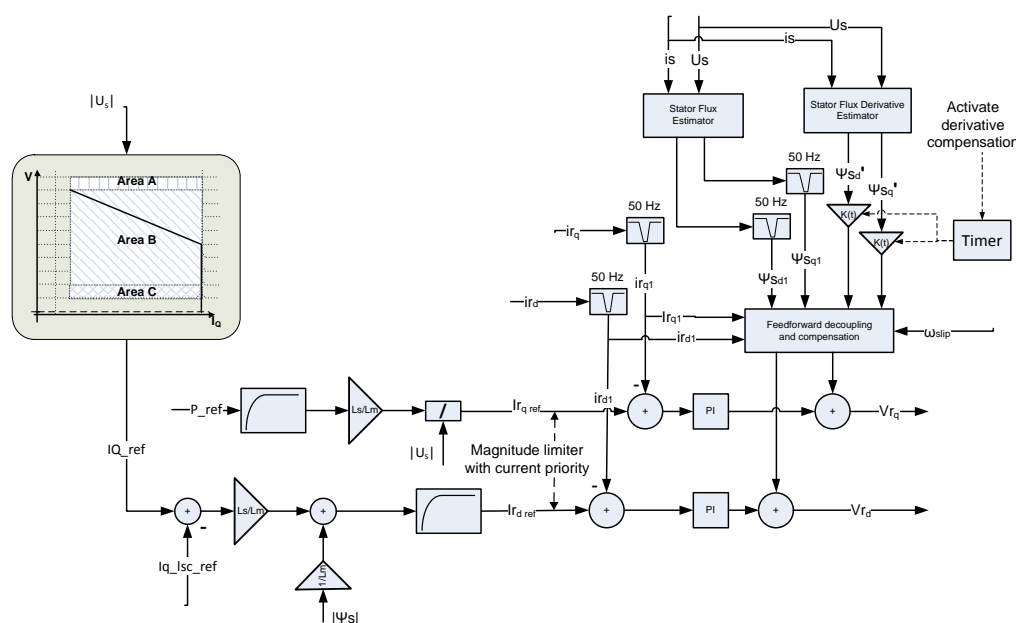 Us
is
is
Us
|Us|
Stator Flux
Estimator
Stator Flux Derivative
Estimator
Activate
derivative
compensation
V
Area A
Area B
Area C
IQ
50 Hz
Ψsd'
Ψsq'
50 Hz
K(t)
50 Hz
K(t)
Timer
irq
Ψsq1
50 Hz
irq1
Ψsd1
ird
Irq1
Feedforward decoupling
and compensation
ωslip
ird1
ird1
-
P_ref
Ls/Lm
/
Irq ref
+
PI
+
Vrq
|Us|
Magnitude limiter
with current priority
IQ_ref
-
+
-
Ls/Lm
+
Ird ref
+
PI
+
Vrd
Iq_lsc_ref
1/Lm
|Ψs|